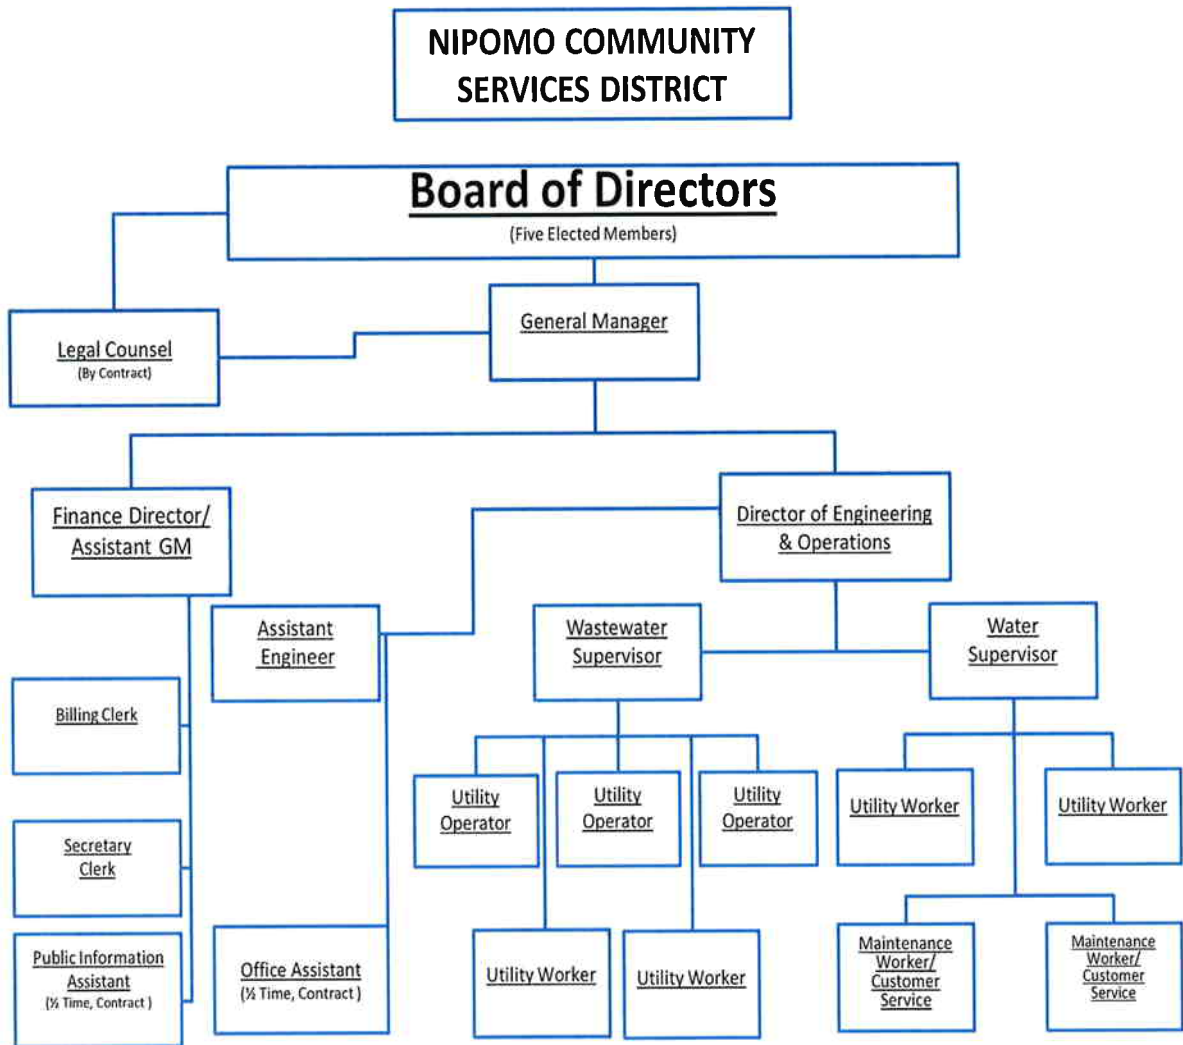 NIPOMO COMMUNITY
SERVICES DISTRICT
Board of Directors
(Five Elected Members)
General Manager
Legal Counsel
(By Contract)
Finance Director/
Assistant GM
Director of Engineering
& Operations
Assistant
Engineer
Wastewater
Supervisor
Water
Supervisor
Billing Clerk
Utility
Operator
Utility
Operator
Utility
Operator
Utility Worker
Utility Worker
Secretary
Clerk
Public Information
Assistant
(½ Time, Contract )
Office Assistant
(½ Time, Contract )
Utility Worker
Utility Worker
Maintenance
Worker/
Customer
Service
Maintenance
Worker/
Customer
Service